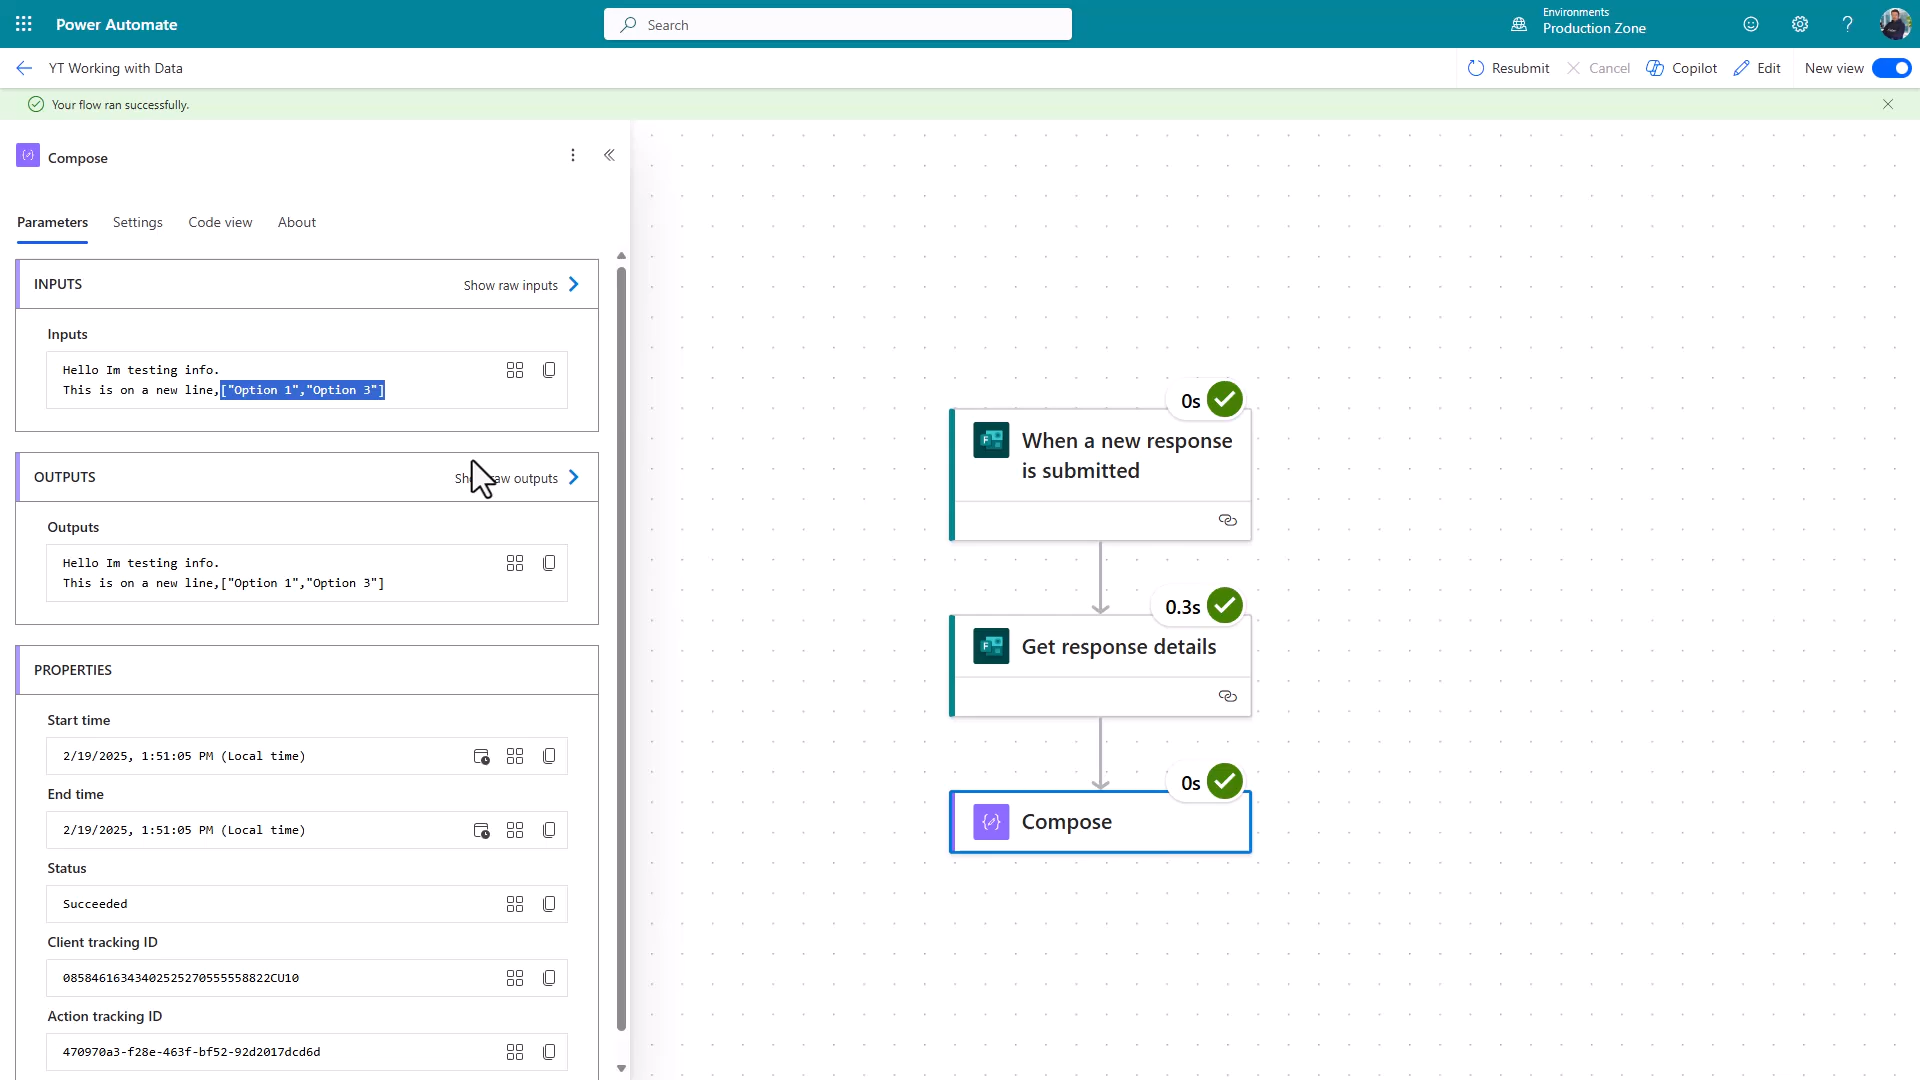 Power Automate
Search
Environments
Production Zone
YT Working with Data
Resubmit
Cancel
Copilot
Edit
New view
Your flow ran successfully.
Compose
Parameters
Settings
Code view
About
INPUTS
Show raw inputs
Inputs
Hello Im testing info.
This is on a new line,["Option 1","Option 3"]
OUTPUTS
Show raw outputs
Outputs
Hello Im testing info.
This is on a new line,["Option 1","Option 3"]
PROPERTIES
Start time
2/19/2025, 1:51:05 PM (Local time)
End time
2/19/2025, 1:51:05 PM (Local time)
Status
Succeeded
Client tracking ID
08584616343402525270555558822CU10
Action tracking ID
470970a3-f28e-463f-bf52-92d2017dcd6d
0s
When a new response
is submitted
0.3s
Get response details
0s
Compose